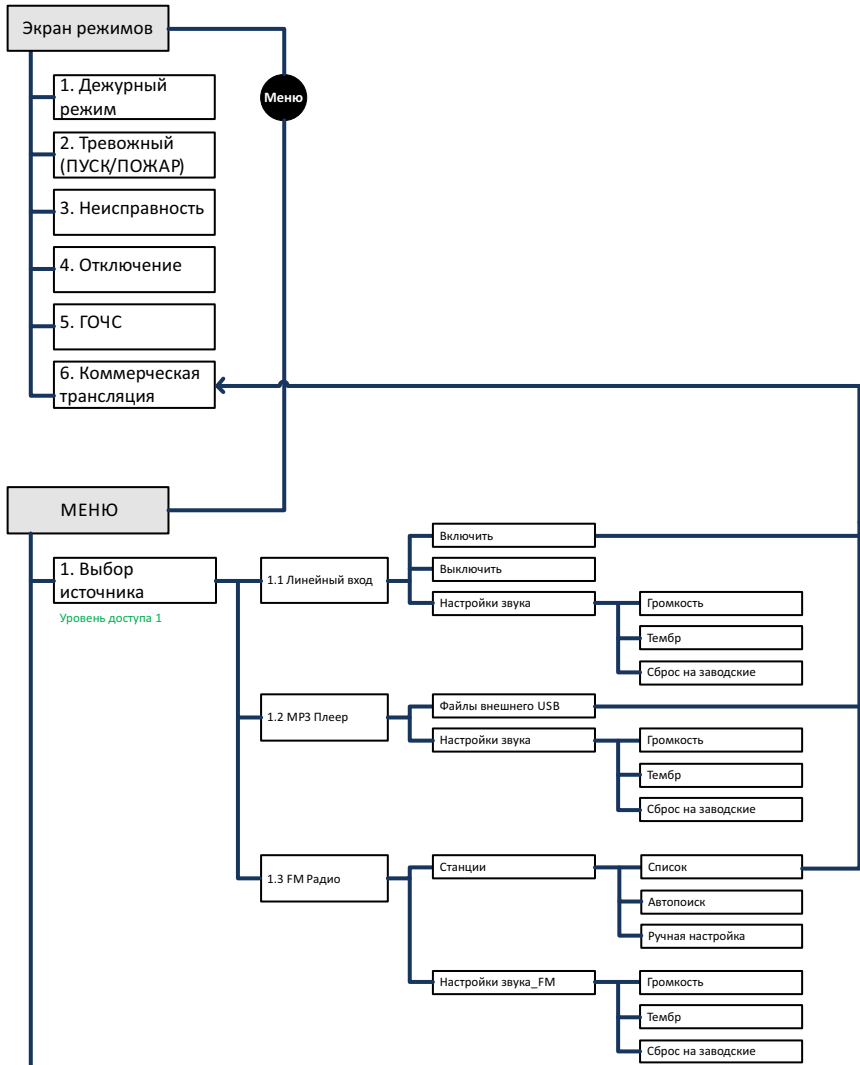 Экран режимов
Меню
1. Дежурный
режим
2. Тревожный
(ПУСК/ПОЖАР)
3. Неисправность
4. Отключение
5. ГОЧС
6. Коммерческая
трансляция
МЕНЮ
1. Выбор
источника
Уровень доступа 1
1.1 Линейный вход
Включить
Выключить
Настройки звука
Громкость
Тембр
Сброс на заводские
1.2 MP3 Плеер
Файлы внешнего USB
Настройки звука
Громкость
Тембр
Сброс на заводские
1.3 FM Радио
Станции
Список
Автопоиск
Ручная настройка
Настройки звука_FM
Громкость
Тембр
Сброс на заводские